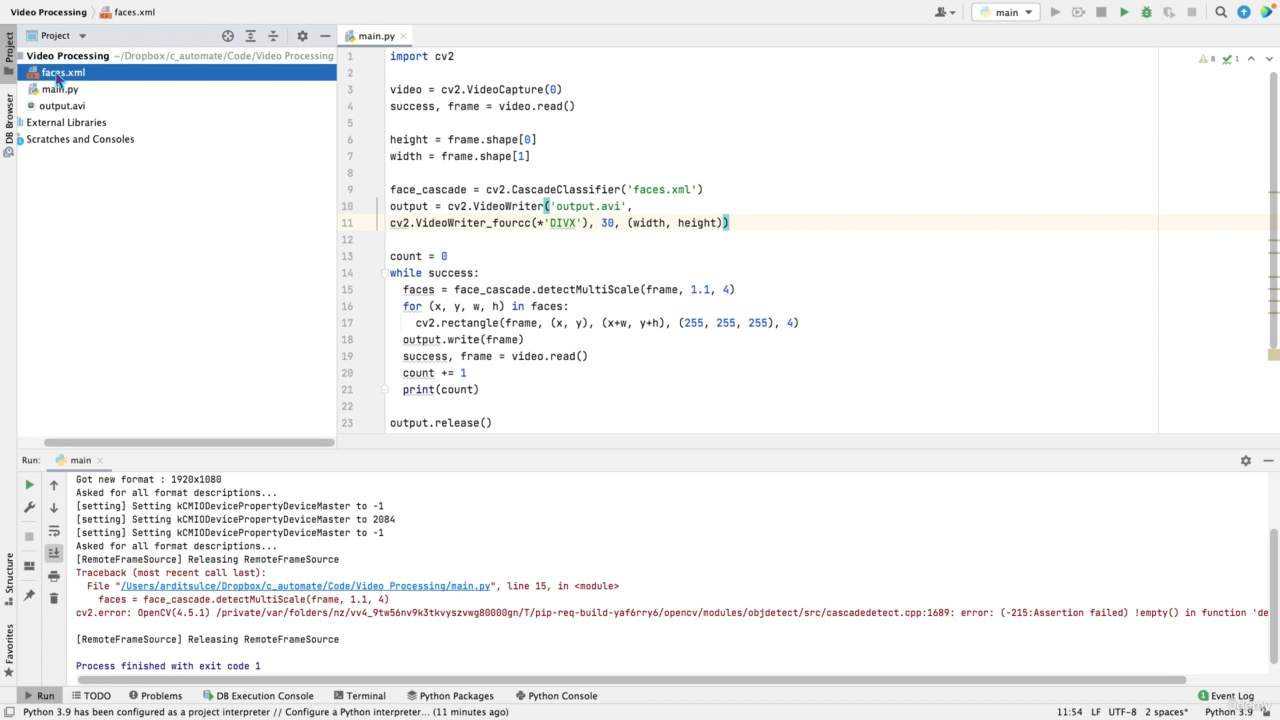 Video Processing
faces.xml
main
Project
main.py
Video Processing ~/Dropbox/c_automate/Code/Video Processing
faces.xml
main.py
output.avi
External Libraries
Scratches and Consoles
Project
DB Browser
Structure
Favorites
8
1
1 import cv2
2
3 video = cv2.VideoCapture(0)
4 success, frame = video.read()
5
6 height = frame.shape[0]
7 width = frame.shape[1]
8
9 face_cascade = cv2.CascadeClassifier('faces.xml')
10 output = cv2.VideoWriter('output.avi',
11 cv2.VideoWriter_fourcc(*'DIVX'), 30, (width, height))
12
13 count = 0
14 while success:
15 faces = face_cascade.detectMultiScale(frame, 1.1, 4)
16 for (x, y, w, h) in faces:
17 cv2.rectangle(frame, (x, y), (x+w, y+h), (255, 255, 255), 4)
18 output.write(frame)
19 success, frame = video.read()
20 count += 1
21 print(count)
22
23 output.release()
Run: main
Got new format : 1920x1080
Asked for all format descriptions...
[setting] Setting kCMIODevicePropertyDeviceMaster to -1
[setting] Setting kCMIODevicePropertyDeviceMaster to 2084
[setting] Setting kCMIODevicePropertyDeviceMaster to -1
Asked for all format descriptions...
[RemoteFrameSource] Releasing RemoteFrameSource
Traceback (most recent call last):
File "/Users/arditsulce/Dropbox/c_automate/Code/Video Processing/main.py", line 15, in <module>
faces = face_cascade.detectMultiScale(frame, 1.1, 4)
cv2.error: OpenCV(4.5.1) /private/var/folders/nz/vv4_9tw56nv9k3tkvyszvwg80000gn/T/pip-req-build-yaf6rry6/opencv/modules/objdetect/src/cascadedetect.cpp:1689: error: (-215:Assertion failed) !empty() in function 'de
[RemoteFrameSource] Releasing RemoteFrameSource
Process finished with exit code 1
Run TODO Problems DB Execution Console Terminal Python Packages Python Console 1 Event Log
Python 3.9 has been configured as a project interpreter // Configure a Python interpreter... (11 minutes ago) 11:54 LF UTF-8 2 spaces* Python 3.9